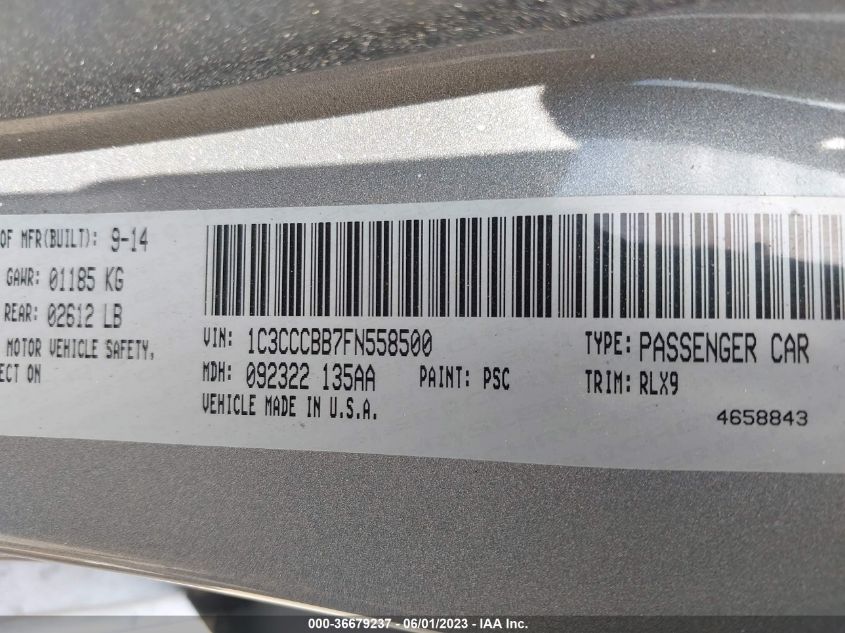 OF MFR(BUILT): 9-14
GAWR: 01185 KG
REAR: 02612 LB
MOTOR VEHICLE SAFETY,
ECT ON
VIN: 1C3CCCBB7FN558500
TYPE: PASSENGER CAR
MDH: 092322 135AA
PAINT: PSC
TRIM: RLX9
VEHICLE MADE IN U.S.A.
4658843
000-36679237 - 06/01/2023 - IAA Inc.